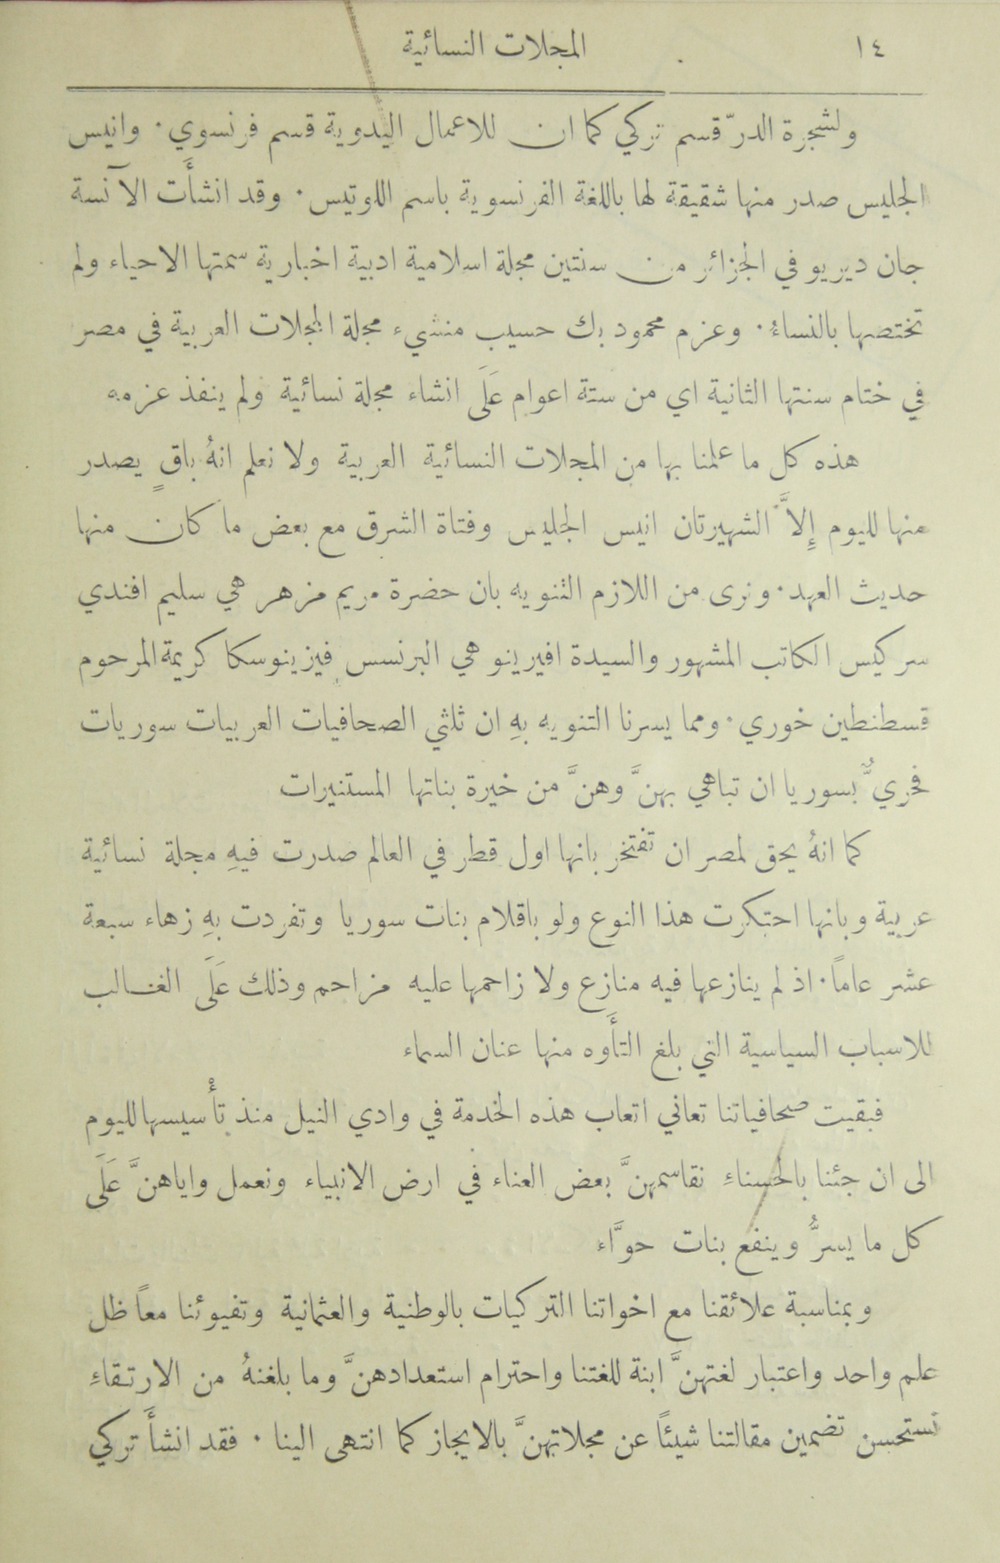 ١٤
المجلات النسائية
ولشجرة الدرّ قسم تركي كما ان للاعمال اليدوية قسم فرنسوي . وانيس
الجليس صدر منها شقيقة لها باللغة الفرنسوية باسم اللوتيس . وقد انشأَت الآنسة
جان ديريو في الجزائر من سنتين مجلة اسلامية ادبية اخبارية سمتها الاحياء ولم
تختصها بالنساءُ . وعزم محمود بك حسيب منشيء مجلة المجلات العربية في مصر
في ختام سنتها الثانية اي من ستة اعوام عَلَى انشاء مجلة نسائية ولم ينفذ عزمه
هذه كل ما علمنا بها من المجلات النسائية العربية ولا نعلم انهُ باقٍ يصدر
منها لليوم إِلاَّ الشهيرتان انيس الجليس وفتاة الشرق مع بعض ما كان منها
حديث العهد . ونرى من اللازم التنويه بان حضرة مريم مزهر هي سليم افندي
سركيس الكاتب المشهور والسيدة افيرينو هي البرنسس فيزينوسكا كريمة المرحوم
قسطنطين خوري . ومما يسرنا التنويه بهِ ان ثلثي الصحافيات العربيات سوريات
فحريٌّ بسوريا ان تباهي بهنَّ وهنَّ من خيرة بناتها المستنيرات
كما انهُ يحق لمصر ان تفتخر بانها اول قطر في العالم صدرت فيهِ مجلة نسائية
عربية وبانها احتكرت هذا النوع ولو باقلام بنات سوريا وتفردت بهِ زهاء سبعة
عشر عاماً . اذ لم ينازعها فيه منازع ولا زاحمها عليه مزاحم وذلك عَلَى الغالب
للاسباب السياسية التي بلغ التأَوه منها عنان السماء
فبقيت صحافياتنا تعاني اتعاب هذه الخدمة في وادي النيل منذ تأْسيسها لليوم
الى ان جئنا بالحسناءِ نقاسمهنَّ بعض العناء في ارض الانبياء ونعمل واياهنَّ عَلَى
كل ما يسرُّ وينفع بنات حوَّاء
وبمناسبة علائقنا مع اخواتنا التركيات بالوطنية والعثمانية وتفيوئنا معاً ظل
علم واحد واعتبار لغتهنَّ ابنة للغتنا واحترام استعدادهنَّ وما بلغنهُ من الارتقاءِ
نستحسن تضمين مقالتنا شيئاً عن مجلاتهنَّ بالايجاز كما انتهى الينا . فقد انشأَ تركي